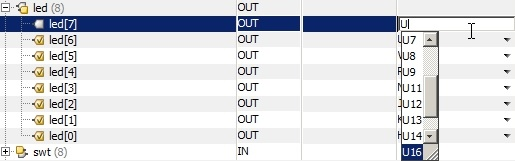 led (8) OUT
led[7] OUT U
led[6] OUT U7
led[5] OUT U8
led[4] OUT U9
led[3] OUT U11
led[2] OUT U12
led[1] OUT U13
led[0] OUT U14
swt (8) IN U16